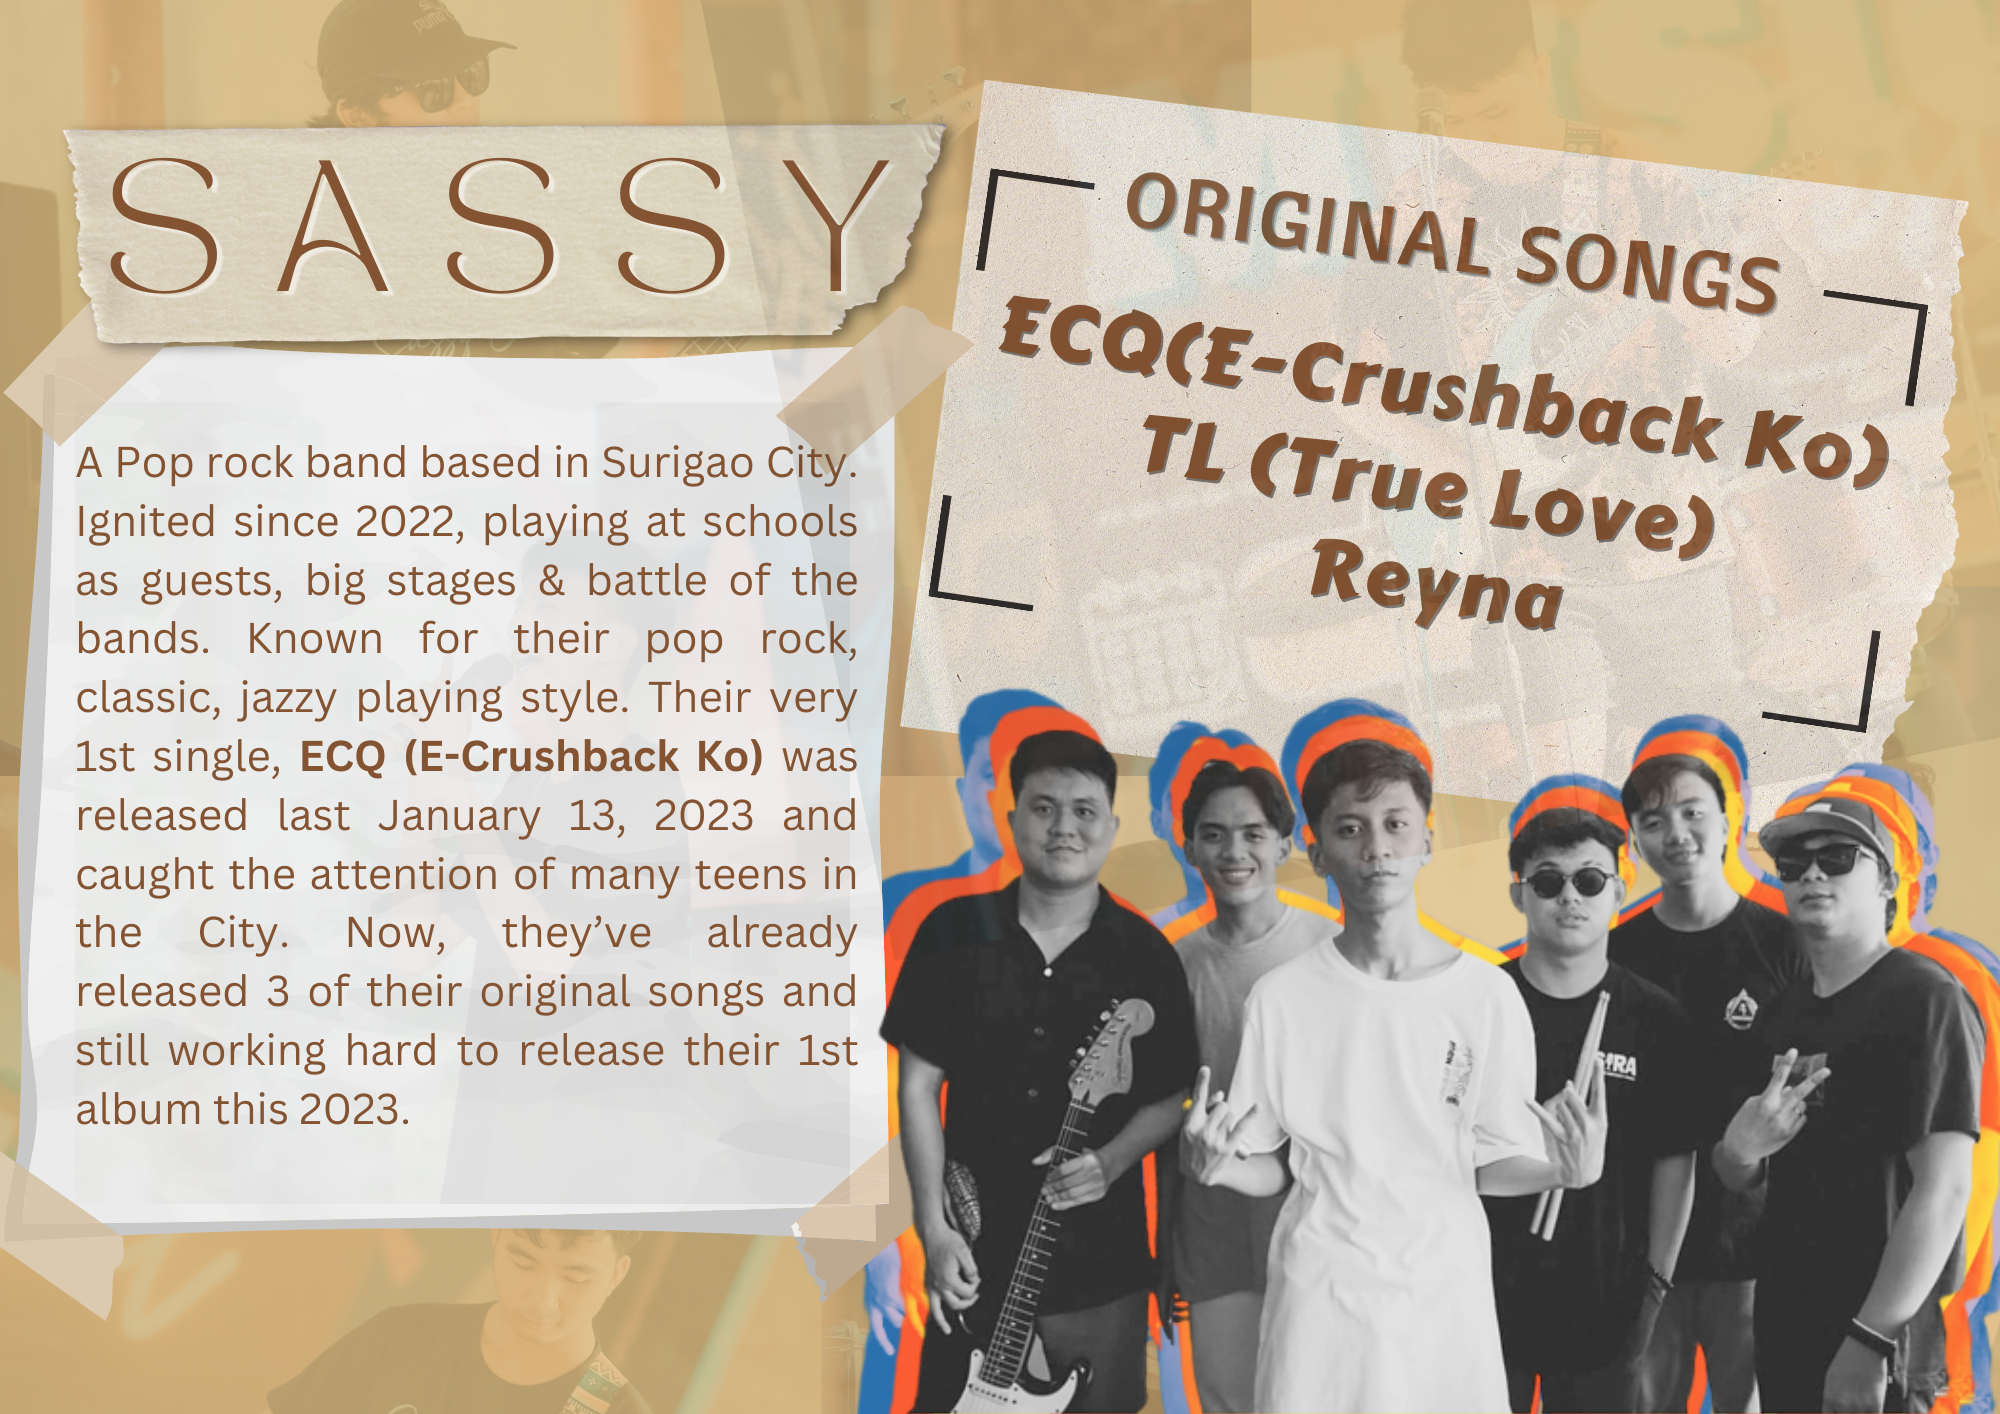 SASSY
A Pop rock band based in Surigao City.
Ignited since 2022, playing at schools
as guests, big stages & battle of the
bands. Known for their pop rock,
classic, jazzy playing style. Their very
1st single, ECQ (E-Crushback Ko) was
released last January 13, 2023 and
caught the attention of many teens in
the City. Now, they’ve already
released 3 of their original songs and
still working hard to release their 1st
album this 2023.
ORIGINAL SONGS
ECQ(E-Crushback Ko)
TL (True Love)
Reyna